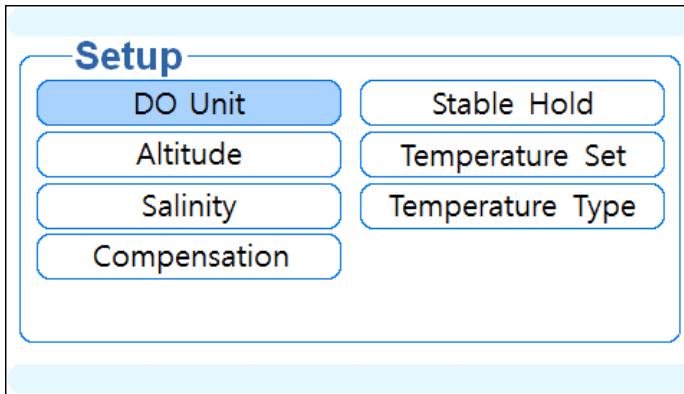 Setup
DO Unit
Altitude
Salinity
Compensation
Stable Hold
Temperature Set
Temperature Type